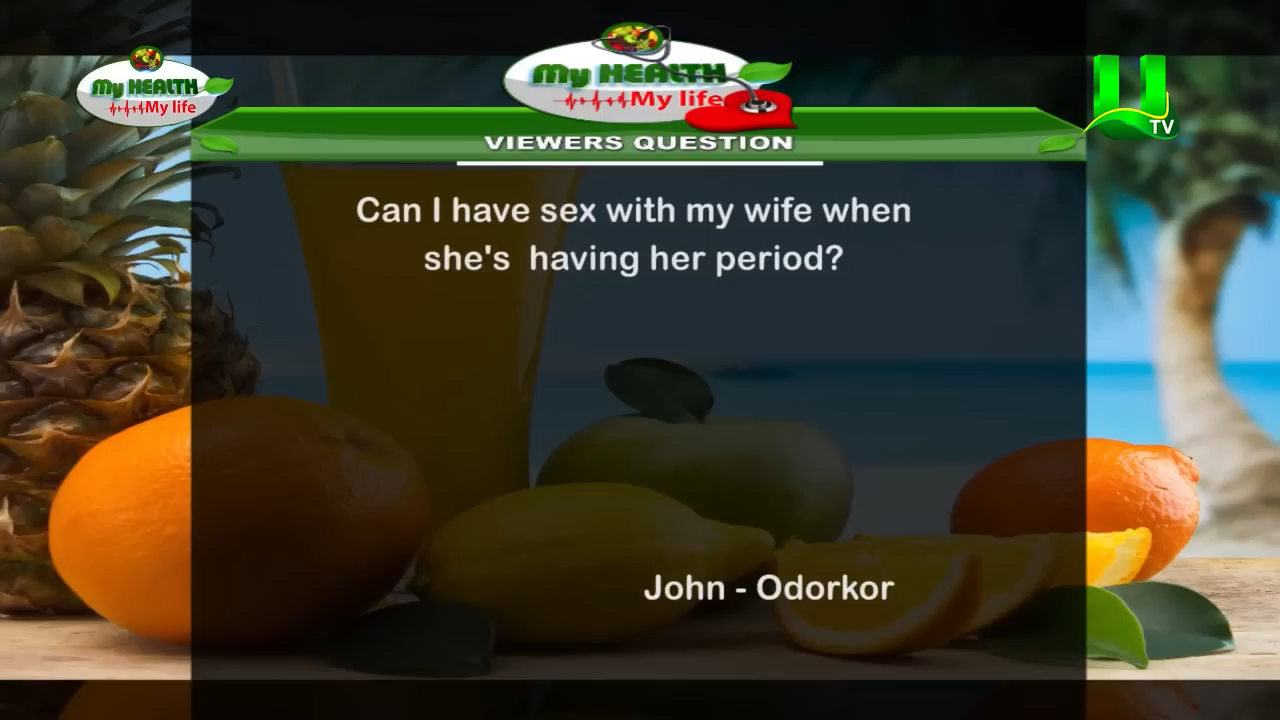 My HEALTH
My life
My HEALTH
My life
U
TV
VIEWERS QUESTION
Can I have sex with my wife when
she's  having her period?
John - Odorkor